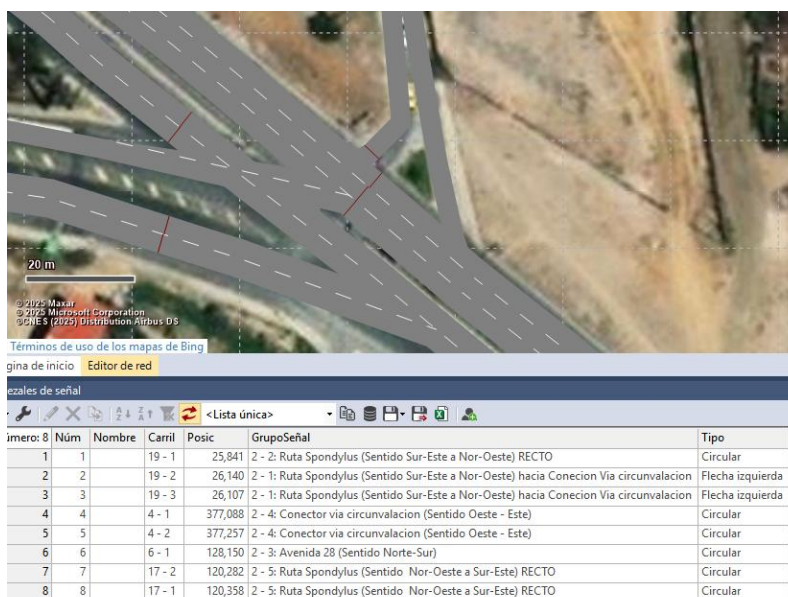 20 m
© 2025 Maxar
© 2025 Microsoft Corporation
©CNES (2025) Distribution Airbus DS
Términos de uso de los mapas de Bing
gina de inicio Editor de red
ezales de señal
<Lista única>
úmero: 8 Núm Nombre Carril Posic GrupoSeñal Tipo
1 1 19 - 1 25,841 2 - 2: Ruta Spondylus (Sentido Sur-Este a Nor-Oeste) RECTO Circular
2 2 19 - 2 26,140 2 - 1: Ruta Spondylus (Sentido Sur-Este a Nor-Oeste) hacia Conecion Via circunvalacion Flecha izquierda
3 3 19 - 3 26,107 2 - 1: Ruta Spondylus (Sentido Sur-Este a Nor-Oeste) hacia Conecion Via circunvalacion Flecha izquierda
4 4 4 - 1 377,088 2 - 4: Conector via circunvalacion (Sentido Oeste - Este) Circular
5 5 4 - 2 377,257 2 - 4: Conector via circunvalacion (Sentido Oeste - Este) Circular
6 6 6 - 1 128,150 2 - 3: Avenida 28 (Sentido Norte-Sur) Circular
7 7 17 - 2 120,282 2 - 5: Ruta Spondylus (Sentido Nor-Oeste a Sur-Este) RECTO Circular
8 8 17 - 1 120,358 2 - 5: Ruta Spondylus (Sentido Nor-Oeste a Sur-Este) RECTO Circular